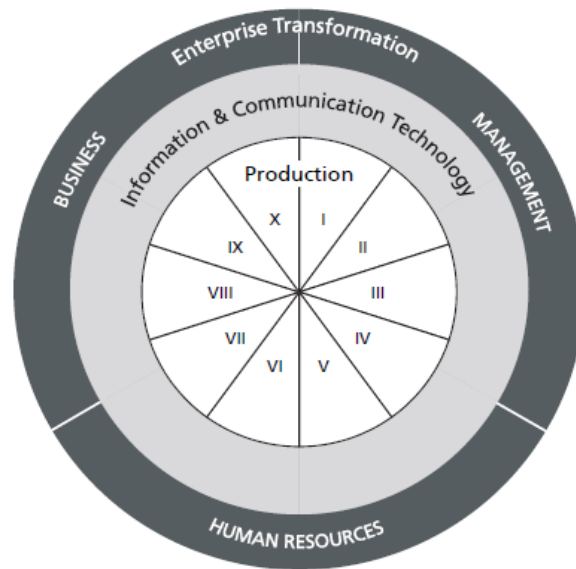 Enterprise Transformation
BUSINESS
MANAGEMENT
Information & Communication Technology
Production
X
I
IX
II
VIII
III
VII
IV
VI
V
HUMAN RESOURCES